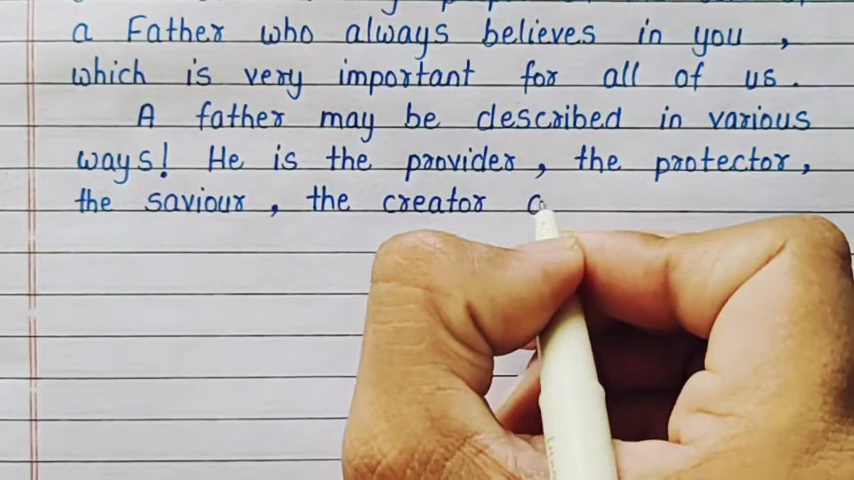 a Father who always believes in you ,
which is very important for all of us .
A father may be described in various
ways! He is the provider , the protector,
the saviour , the creator